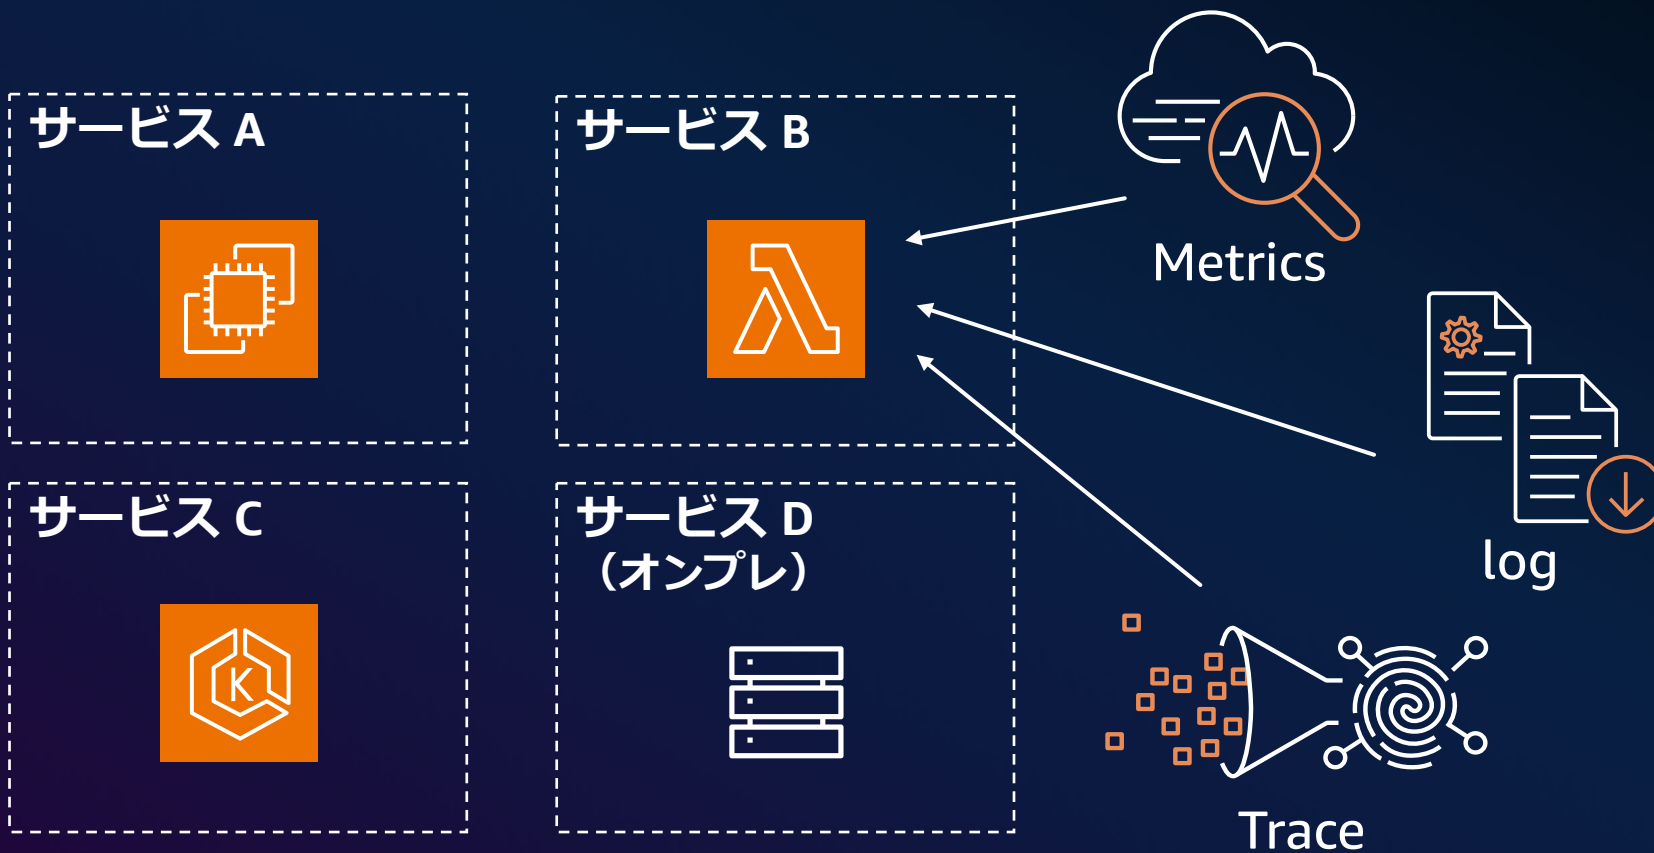 サービス A
サービス B
Metrics
log
サービス C
サービス D
（オンプレ）
K
Trace